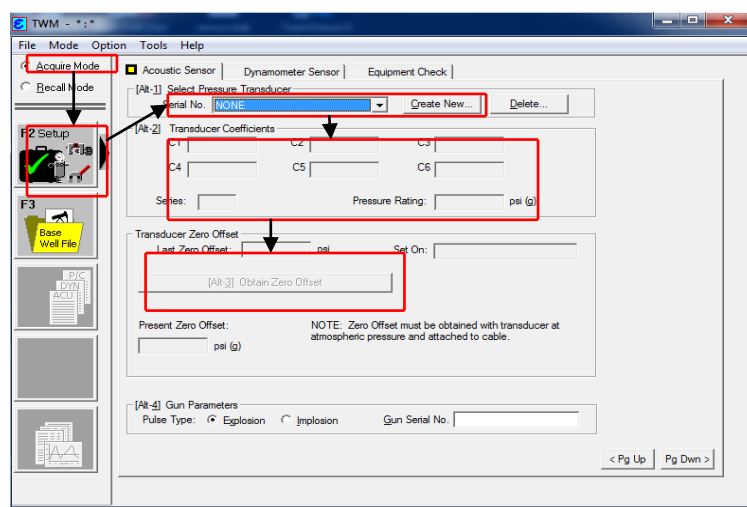 TWM - *:*
File Mode Option Tools Help
Acquire Mode
Recall Mode
F2 Setup
F3
Base
Well File
P/C
DYN
ACU
Acoustic Sensor Dynamometer Sensor Equipment Check
[Alt-1] Select Pressure Transducer
Serial No. NONE Create New... Delete...
[Alt-2] Transducer Coefficients
C1 C2 C3
C4 C5 C6
Series: Pressure Rating: psi (g)
Transducer Zero Offset
Last Zero Offset: psi Set On:
[Alt-3] Obtain Zero Offset
Present Zero Offset:
psi (g)
NOTE: Zero Offset must be obtained with transducer at
atmospheric pressure and attached to cable.
[Alt-4] Gun Parameters
Pulse Type: Explosion Implosion Gun Serial No.
< Pg Up Pg Dwn >